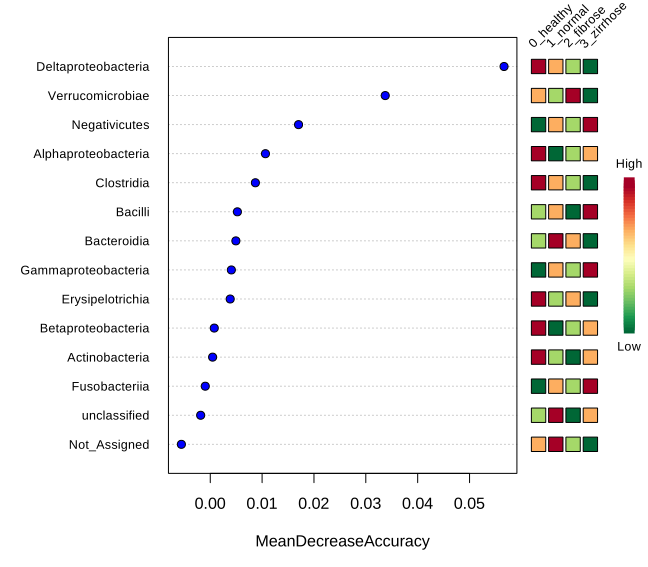 0_healthy
1_normal
2_fibrose
3_zirrhose
Deltaproteobacteria
Verrucomicrobiae
Negativicutes
Alphaproteobacteria
Clostridia
Bacilli
Bacteroidia
Gammaproteobacteria
Erysipelotrichia
Betaproteobacteria
Actinobacteria
Fusobacteriia
unclassified
Not_Assigned
High
Low
0.00 0.01 0.02 0.03 0.04 0.05
MeanDecreaseAccuracy